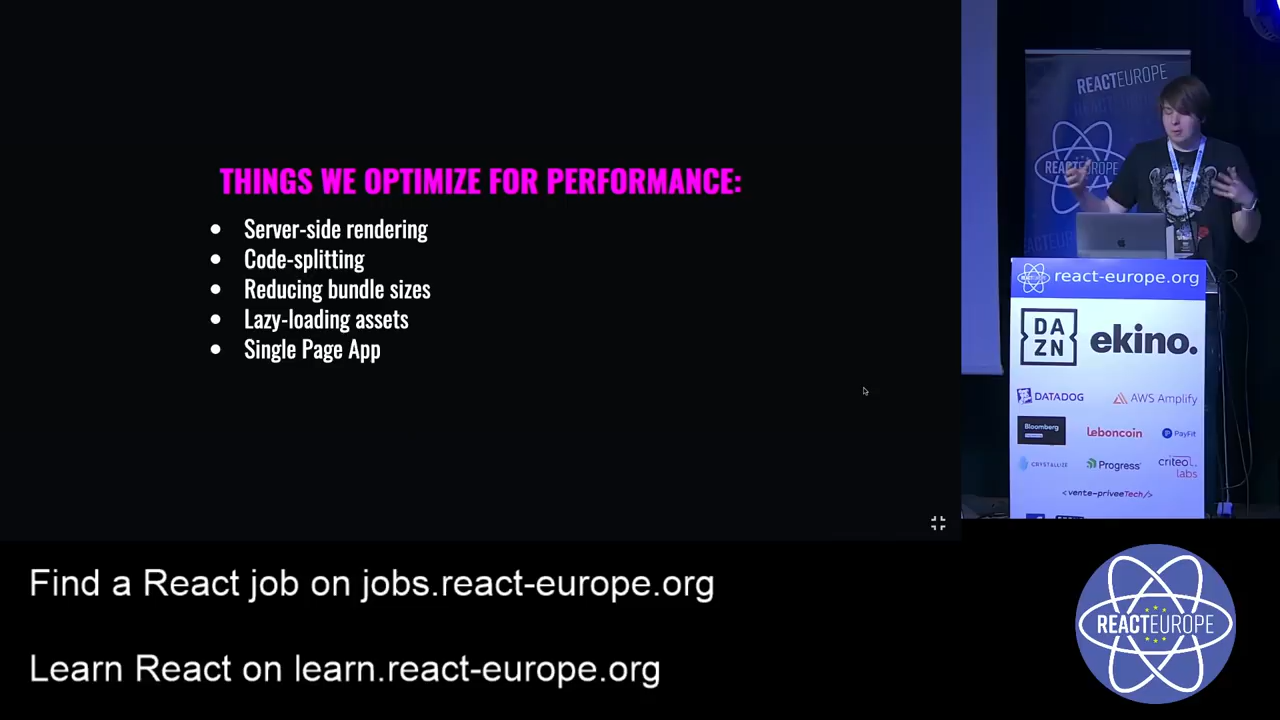 THINGS WE OPTIMIZE FOR PERFORMANCE:
Server-side rendering
Code-splitting
Reducing bundle sizes
Lazy-loading assets
Single Page App
REACTEUROPE
REACTEUROPE
react-europe.org
DA
ZN
ekino.
DATADOG
AWS Amplify
Bloomberg
leboncoin
PayFit
CRYSTALLIZE
Progress
criteo.
labs
<vente-priveeTech/>
Find a React job on jobs.react-europe.org
Learn React on learn.react-europe.org
REACTEUROPE